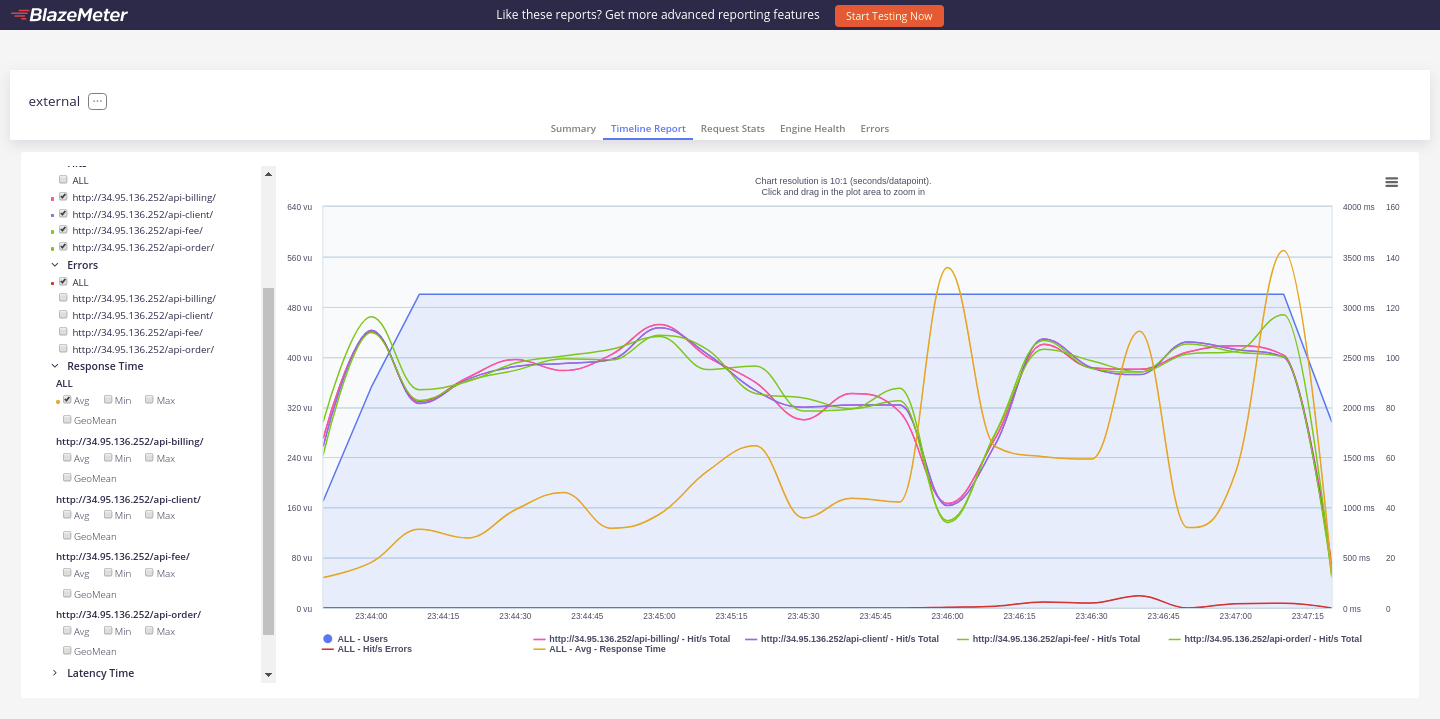 BlazeMeter
Like these reports? Get more advanced reporting features
Start Testing Now
external
...
Summary
Timeline Report
Request Stats
Engine Health
Errors
ALL
http://34.95.136.252/api-billing/
http://34.95.136.252/api-client/
http://34.95.136.252/api-fee/
http://34.95.136.252/api-order/
Errors
ALL
http://34.95.136.252/api-billing/
http://34.95.136.252/api-client/
http://34.95.136.252/api-fee/
http://34.95.136.252/api-order/
Response Time
ALL
Avg Min Max
GeoMean
http://34.95.136.252/api-billing/
Avg Min Max
GeoMean
http://34.95.136.252/api-client/
Avg Min Max
GeoMean
http://34.95.136.252/api-fee/
Avg Min Max
GeoMean
http://34.95.136.252/api-order/
Avg Min Max
GeoMean
Latency Time
Chart resolution is 10:1 (seconds/datapoint).
Click and drag in the plot area to zoom in
640 vu 4000 ms 160
560 vu 3500 ms 140
480 vu 3000 ms 120
400 vu 2500 ms 100
320 vu 2000 ms 80
240 vu 1500 ms 60
160 vu 1000 ms 40
80 vu 500 ms 20
0 vu 0 ms 0
23:44:00 23:44:15 23:44:30 23:44:45 23:45:00 23:45:15 23:45:30 23:45:45 23:46:00 23:46:15 23:46:30 23:46:45 23:47:00 23:47:15
ALL - Users http://34.95.136.252/api-billing/ - Hit/s Total http://34.95.136.252/api-client/ - Hit/s Total http://34.95.136.252/api-fee/ - Hit/s Total http://34.95.136.252/api-order/ - Hit/s Total
ALL - Hit/s Errors ALL - Avg - Response Time